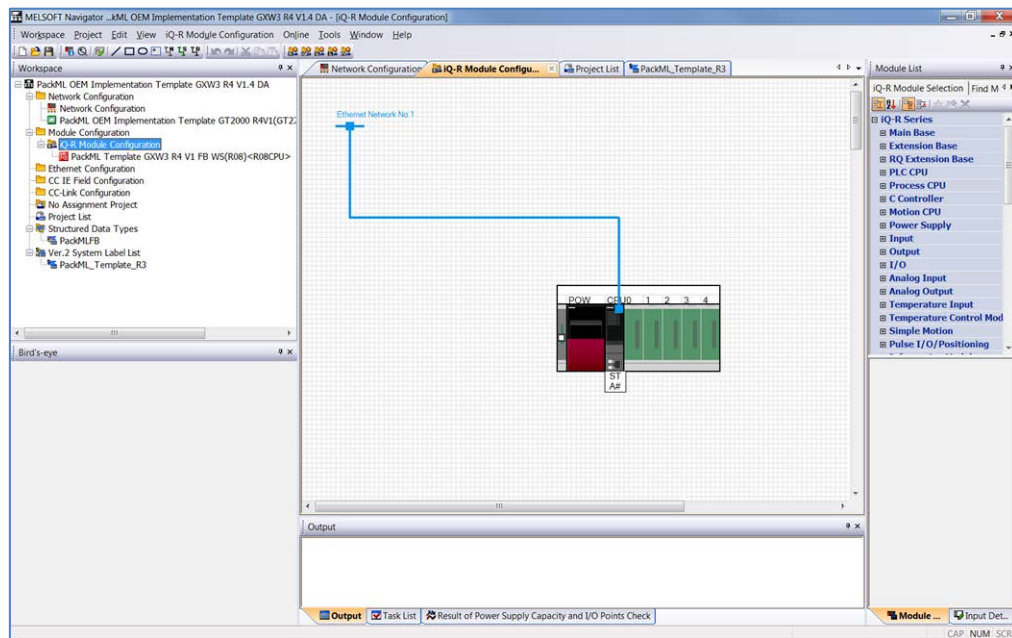 MELSOFT Navigator ...kML OEM Implementation Template GXW3 R4 V1.4 DA - [iQ-R Module Configuration]
Workspace Project Edit View iQ-R Module Configuration Online Tools Window Help
Workspace
PackML OEM Implementation Template GXW3 R4 V1.4 DA
Network Configuration
Network Configuration
PackML OEM Implementation Template GT2000 R4V1(GT27
Module Configuration
iQ-R Module Configuration
PackML Template GXW3 R4 V1 FB WS(R08)<R08CPU>
Ethernet Configuration
CC IE Field Configuration
CC-Link Configuration
No Assignment Project
Project List
Structured Data Types
PackMLFB
Ver.2 System Label List
PackML_Template_R3
Bird's-eye
Network Configuration
iQ-R Module Configu...
Project List
PackML_Template_R3
Ethernet Network No.1
POW CPU0 1 2 3 4
ST
A#
Output
Output
Task List
Result of Power Supply Capacity and I/O Points Check
Module List
iQ-R Module Selection
Find M
iQ-R Series
Main Base
Extension Base
RQ Extension Base
PLC CPU
Process CPU
C Controller
Motion CPU
Power Supply
Input
Output
I/O
Analog Input
Analog Output
Temperature Input
Temperature Control Mod
Simple Motion
Pulse I/O/Positioning
Module ...
Input Det...
CAP NUM SCR